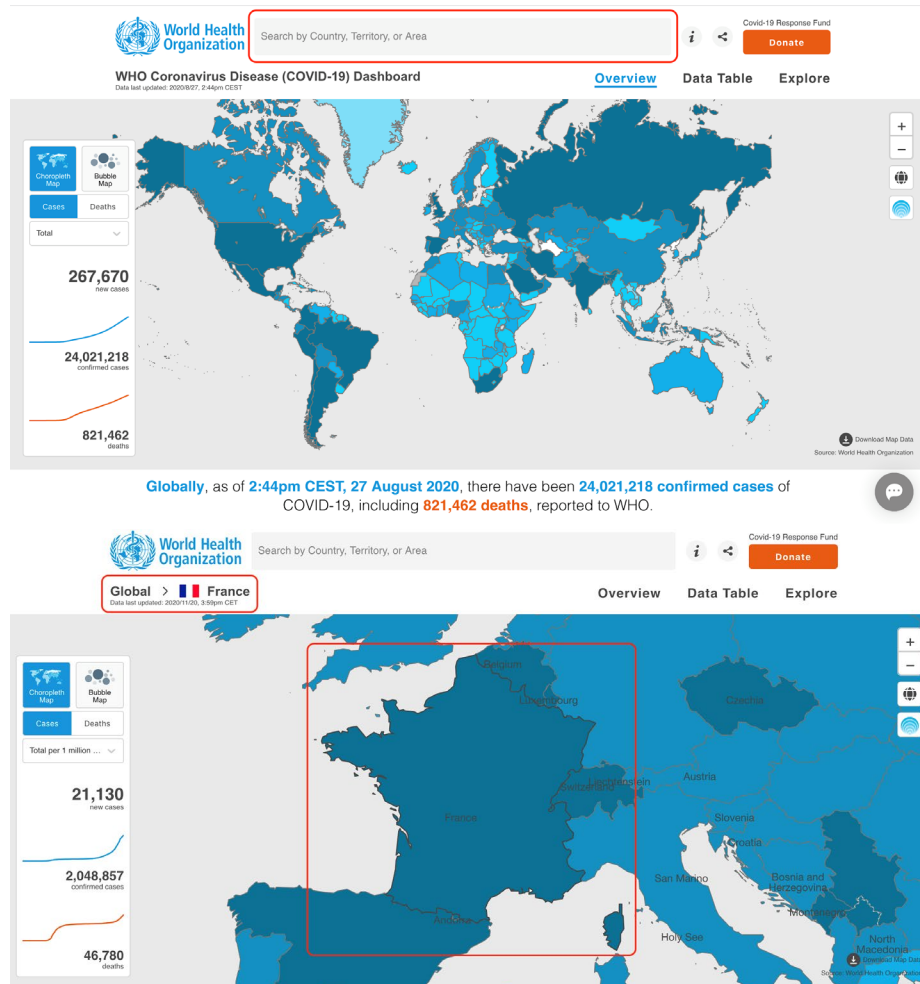 World Health
Organization
Search by Country, Territory, or Area
i
Covid-19 Response Fund
Donate
WHO Coronavirus Disease (COVID-19) Dashboard
Data last updated: 2020/8/27, 2:44pm CEST
Overview
Data Table
Explore
+
−
Choropleth
Map
Bubble
Map
Cases
Deaths
Total
267,670
new cases
24,021,218
confirmed cases
821,462
deaths
Download Map Data
Source: World Health Organization
Globally, as of 2:44pm CEST, 27 August 2020, there have been 24,021,218 confirmed cases of
COVID-19, including 821,462 deaths, reported to WHO.
World Health
Organization
Search by Country, Territory, or Area
i
Covid-19 Response Fund
Donate
Global > France
Data last updated: 2020/11/20, 3:59pm CET
Overview
Data Table
Explore
+
−
Choropleth
Map
Bubble
Map
Cases
Deaths
Total per 1 million ...
21,130
new cases
2,048,857
confirmed cases
46,780
deaths
Belgium
Luxembourg
Czechia
Liechtenstein
Switzerland
Austria
France
Slovenia
Croatia
San Marino
Bosnia and
Herzegovina
Montenegro
Andorra
Holy See
North
Macedonia
Download Map Data
Source: World Health Organization